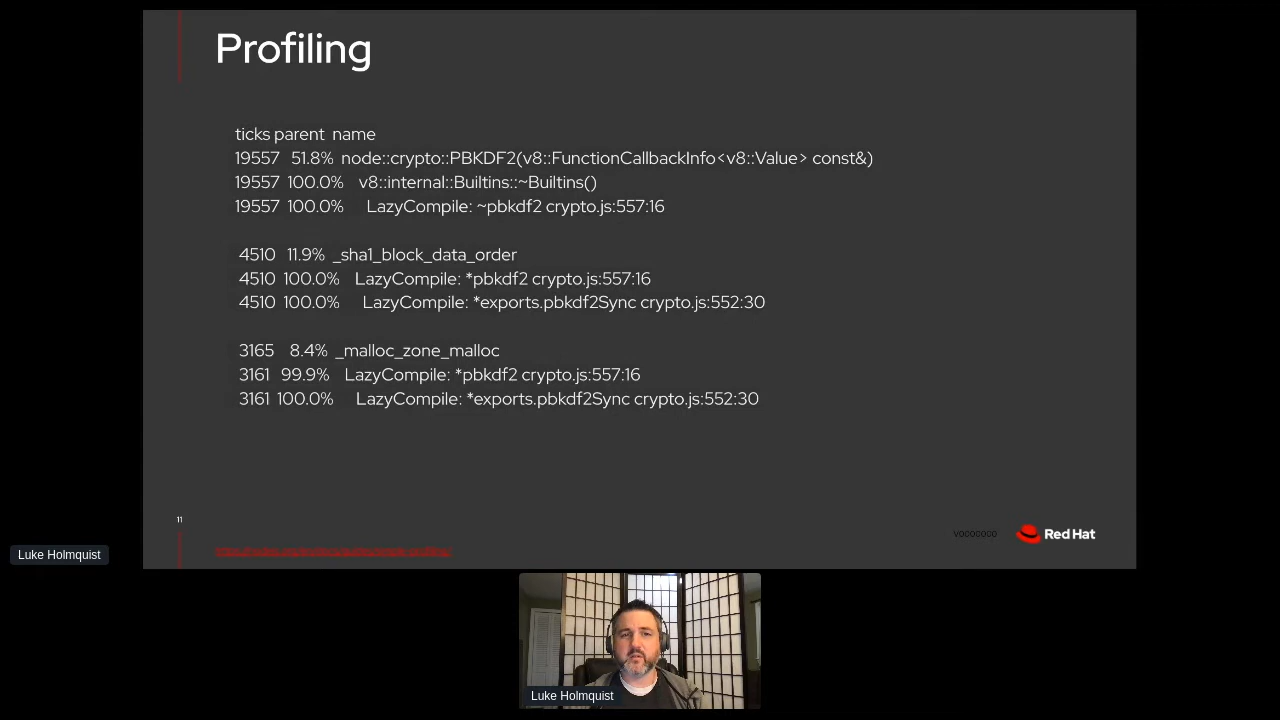 Profiling
ticks parent name
19557 51.8% node::crypto::PBKDF2(v8::FunctionCallbackInfo<v8::Value> const&)
19557 100.0% v8::internal::Builtins::~Builtins()
19557 100.0% LazyCompile: ~pbkdf2 crypto.js:557:16
4510 11.9% _sha1_block_data_order
4510 100.0% LazyCompile: *pbkdf2 crypto.js:557:16
4510 100.0% LazyCompile: *exports.pbkdf2Sync crypto.js:552:30
3165 8.4% _malloc_zone_malloc
3161 99.9% LazyCompile: *pbkdf2 crypto.js:557:16
3161 100.0% LazyCompile: *exports.pbkdf2Sync crypto.js:552:30
11
V0000000
Red Hat
Luke Holmquist
Luke Holmquist